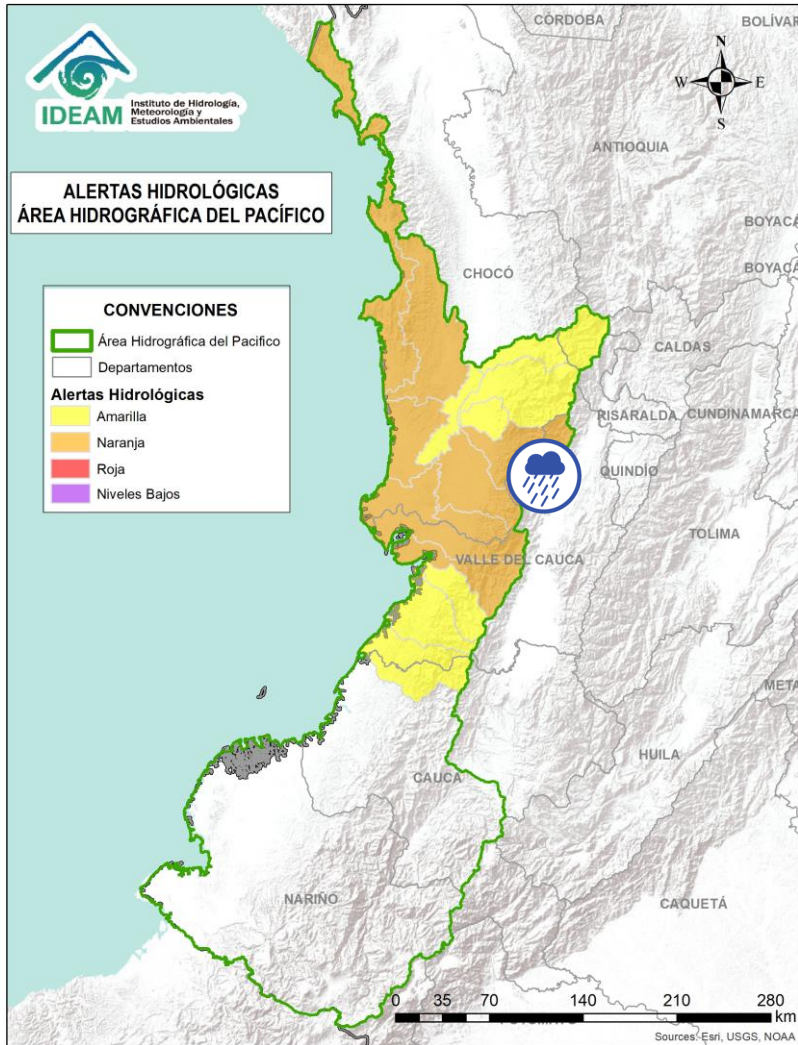 IDEAM
Instituto de Hidrología,
Meteorología y
Estudios Ambientales
ALERTAS HIDROLÓGICAS
ÁREA HIDROGRÁFICA DEL PACÍFICO
CONVENCIONES
Área Hidrográfica del Pacifico
Departamentos
Alertas Hidrológicas
Amarilla
Naranja
Roja
Niveles Bajos
N
W
E
S
CÓRDOBA
BOLÍVAR
ANTIOQUIA
BOYACÁ
CHOCÓ
BOYACÁ
CALDAS
RISARALDA
CUNDINAMARCA
QUINDÍO
TOLIMA
VALLE DEL CAUCA
META
HUILA
CAUCA
NARIÑO
CAQUETÁ
0 35 70 140 210 280
km
Sources: Esri, USGS, NOAA